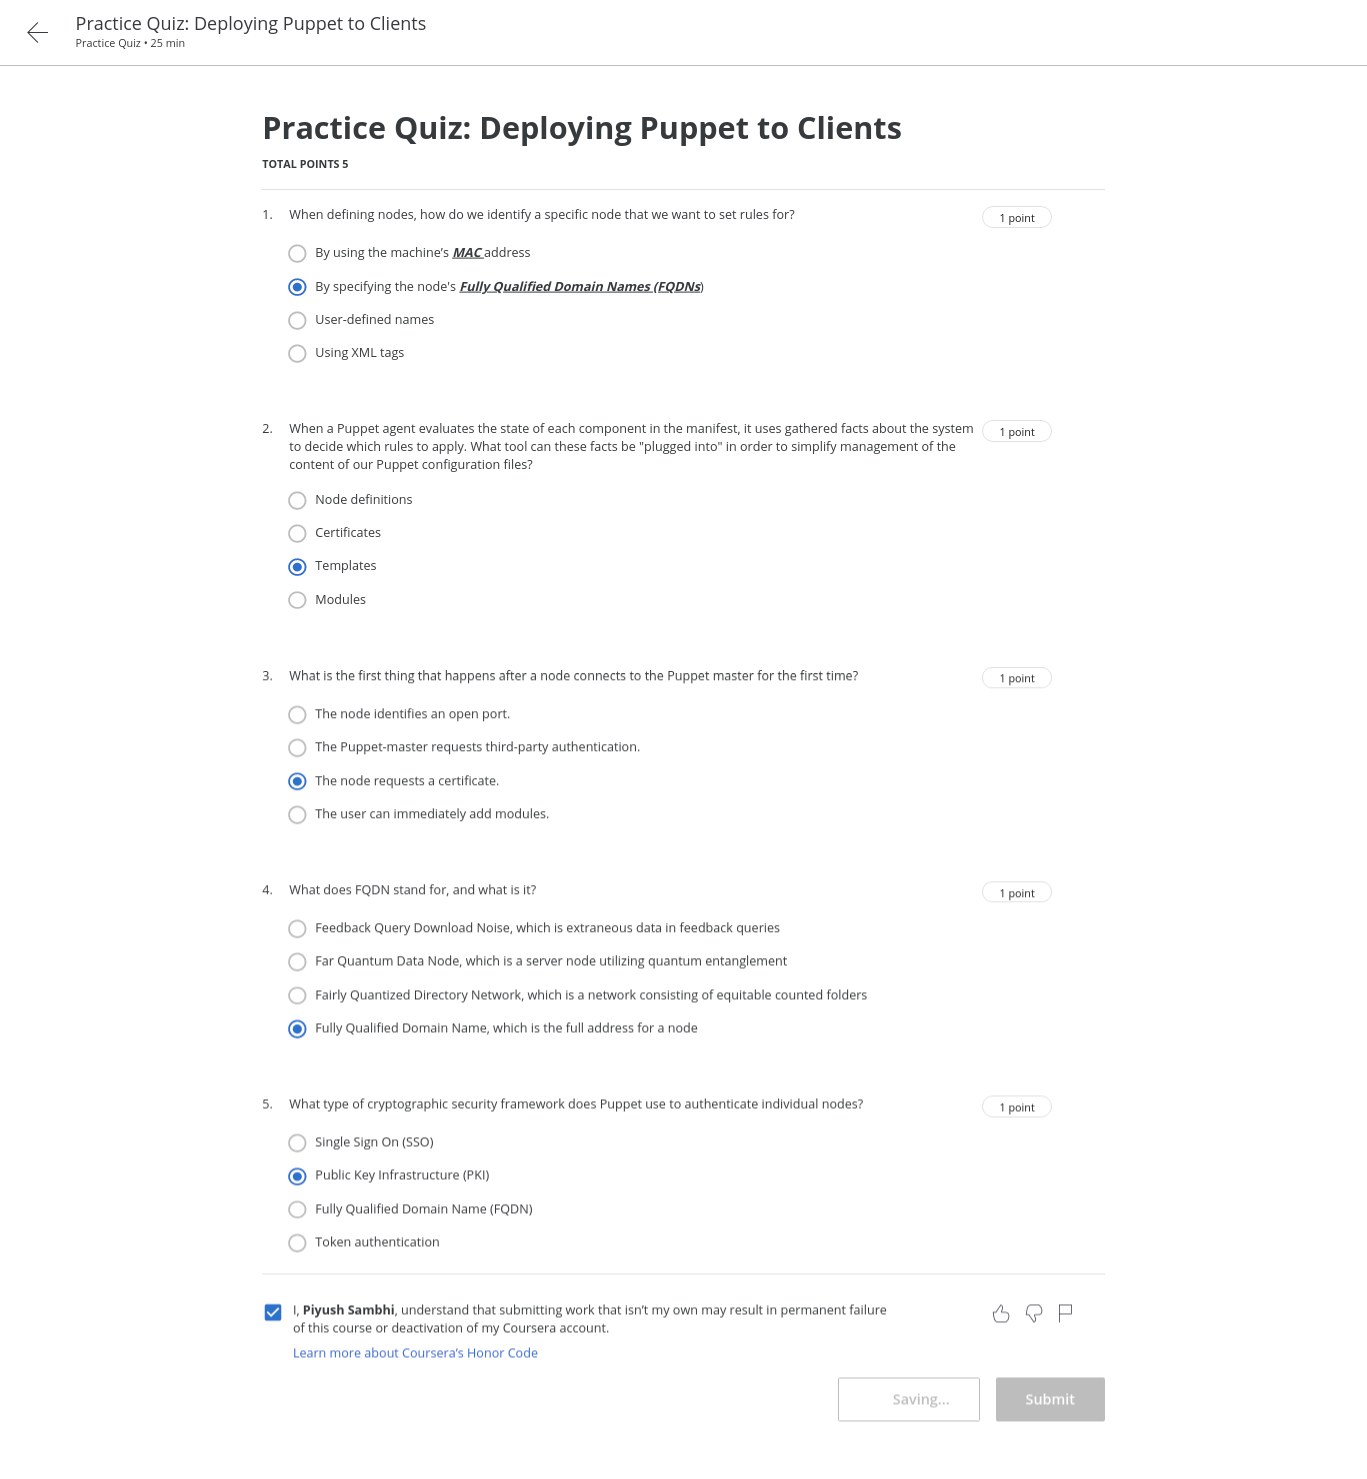 Practice Quiz: Deploying Puppet to Clients
Practice Quiz • 25 min
Practice Quiz: Deploying Puppet to Clients
TOTAL POINTS 5
1. When defining nodes, how do we identify a specific node that we want to set rules for?
1 point
By using the machine's MAC address
By specifying the node's Fully Qualified Domain Names (FQDNs)
User-defined names
Using XML tags
2. When a Puppet agent evaluates the state of each component in the manifest, it uses gathered facts about the system
1 point
to decide which rules to apply. What tool can these facts be "plugged into" in order to simplify management of the
content of our Puppet configuration files?
Node definitions
Certificates
Templates
Modules
3. What is the first thing that happens after a node connects to the Puppet master for the first time?
1 point
The node identifies an open port.
The Puppet-master requests third-party authentication.
The node requests a certificate.
The user can immediately add modules.
4. What does FQDN stand for, and what is it?
1 point
Feedback Query Download Noise, which is extraneous data in feedback queries
Far Quantum Data Node, which is a server node utilizing quantum entanglement
Fairly Quantized Directory Network, which is a network consisting of equitable counted folders
Fully Qualified Domain Name, which is the full address for a node
5. What type of cryptographic security framework does Puppet use to authenticate individual nodes?
1 point
Single Sign On (SSO)
Public Key Infrastructure (PKI)
Fully Qualified Domain Name (FQDN)
Token authentication
I, Piyush Sambhi, understand that submitting work that isn't my own may result in permanent failure
of this course or deactivation of my Coursera account.
Learn more about Coursera's Honor Code
Saving...
Submit